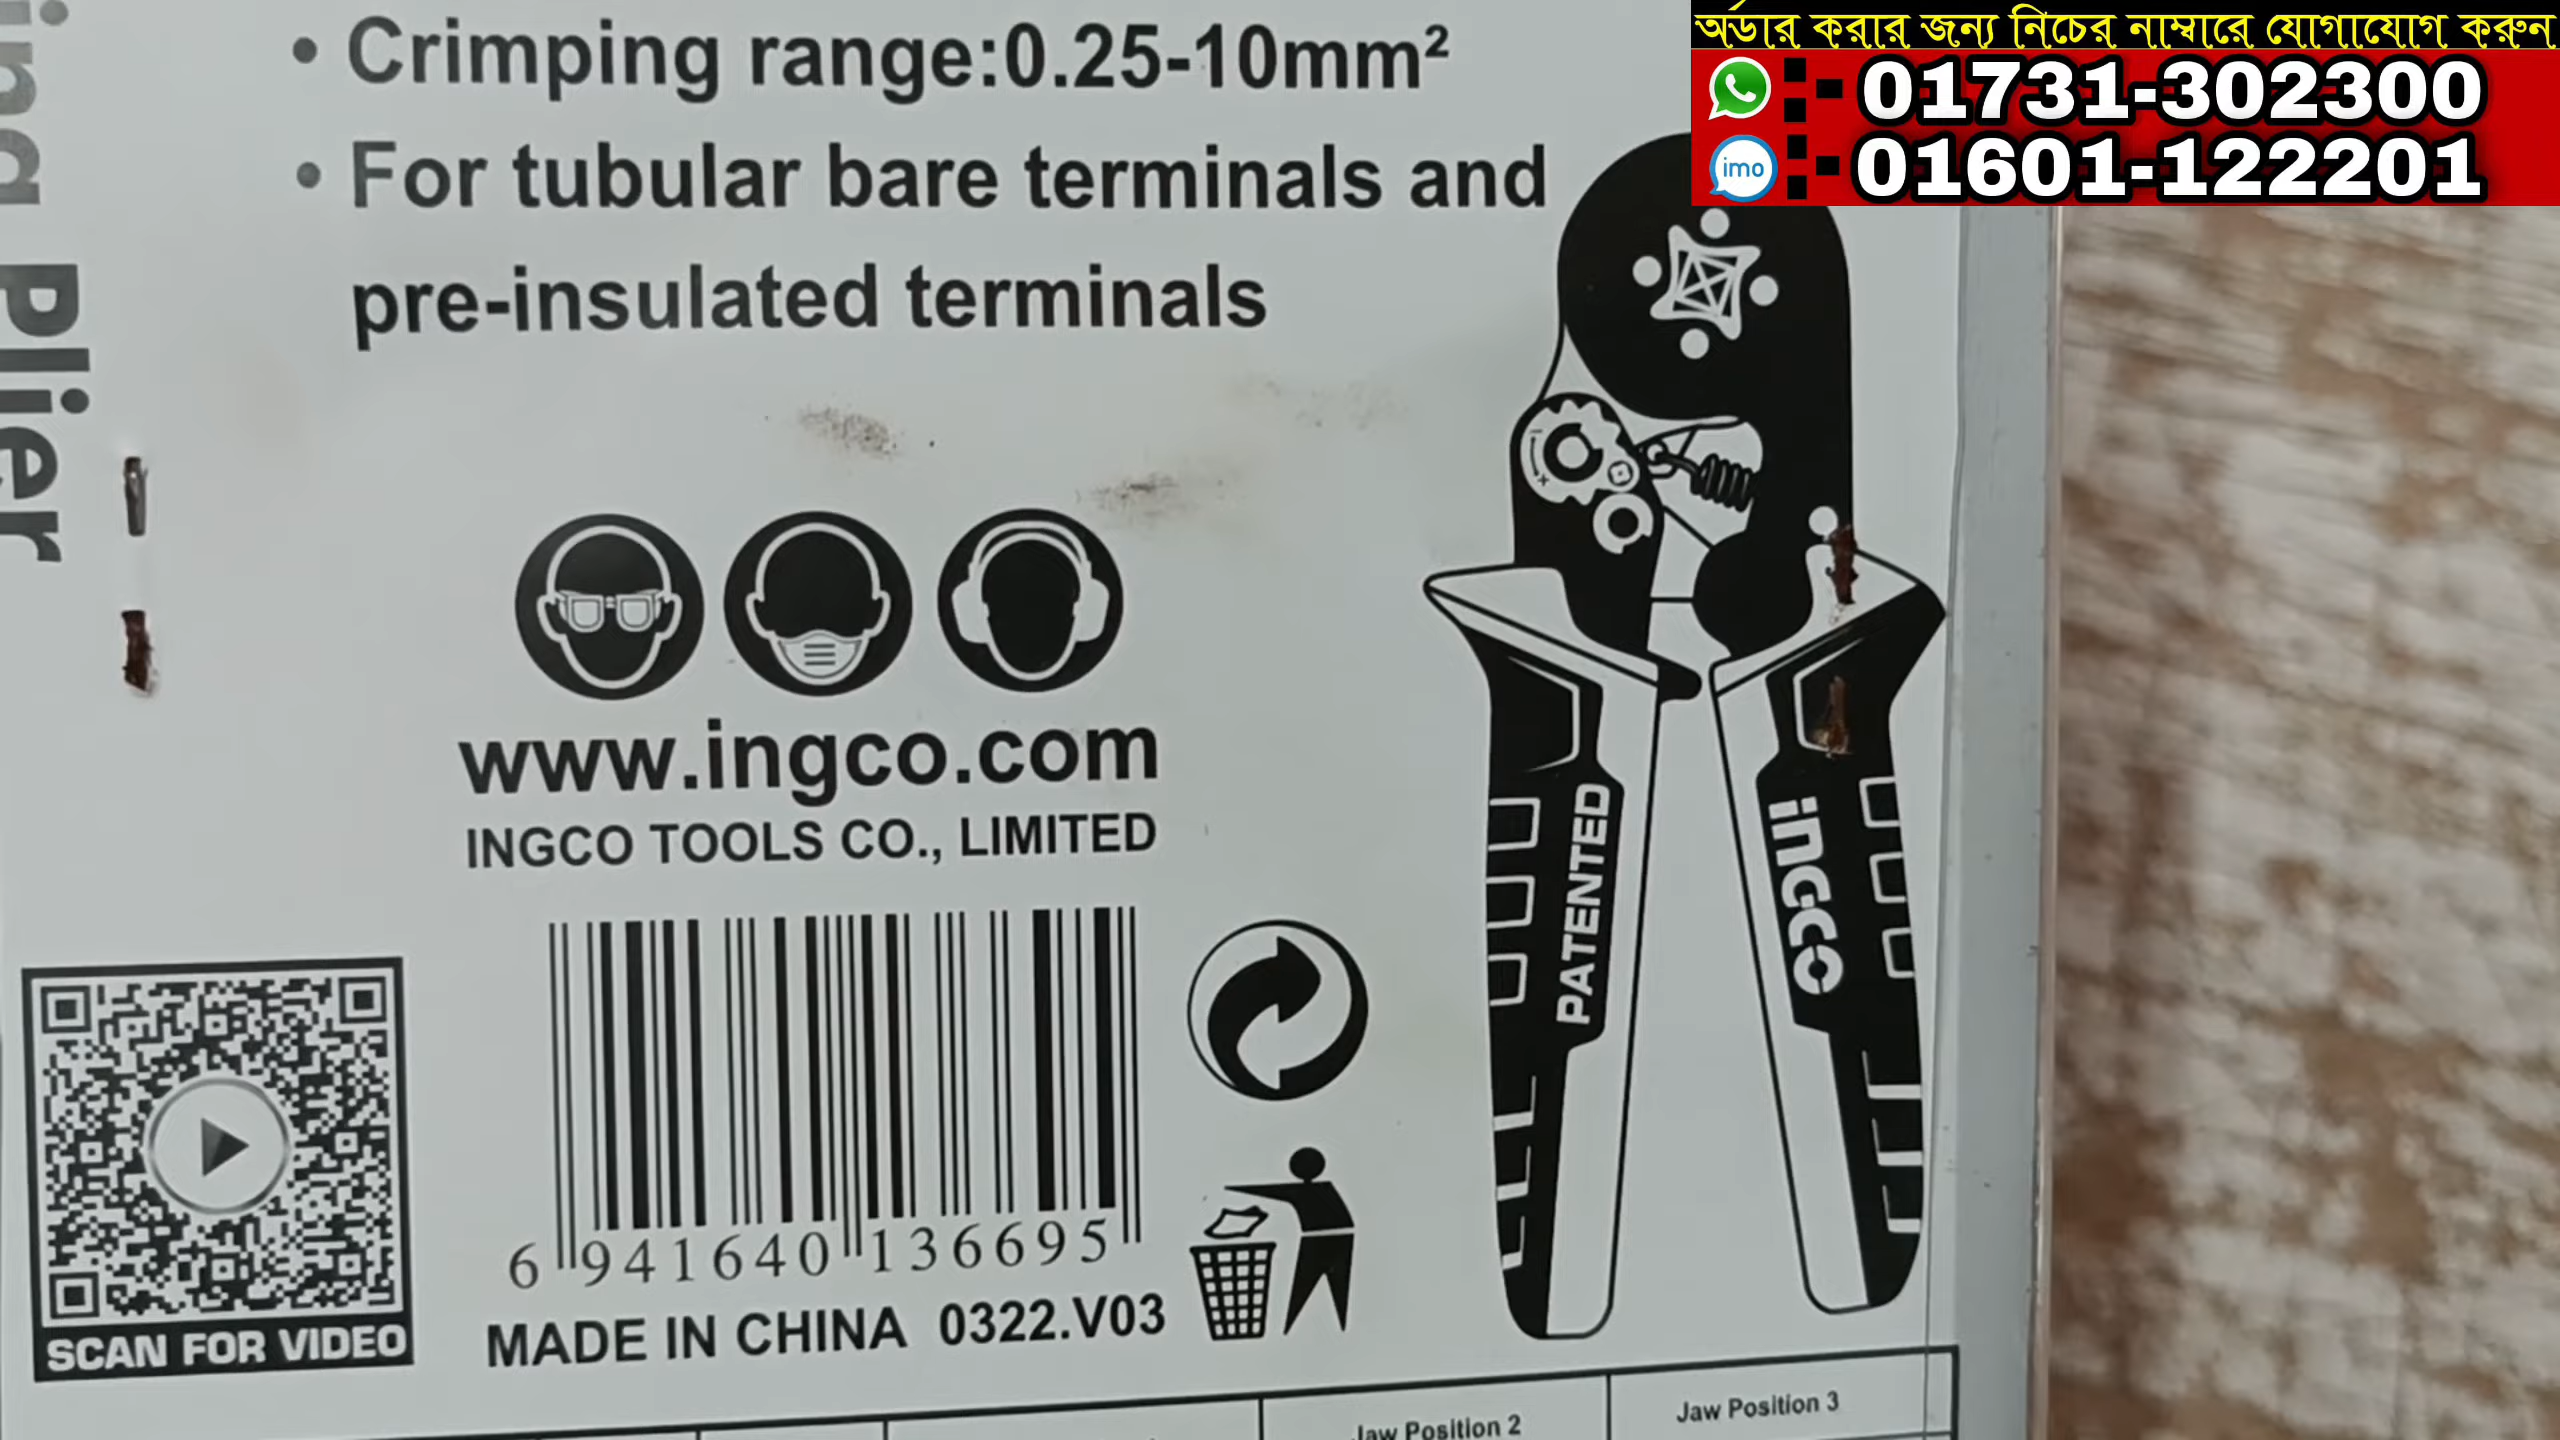 অর্ডার করার জন্য নিচের নাম্বারে যোগাযোগ করুন
:- 01731-302300
imo :- 01601-122201
• Crimping range:0.25-10mm²
• For tubular bare terminals and
pre-insulated terminals
Plier
www.ingco.com
INGCO TOOLS CO., LIMITED
PATENTED
INGCO
6 941640 136695
MADE IN CHINA 0322.V03
SCAN FOR VIDEO
Jaw Position 2
Jaw Position 3